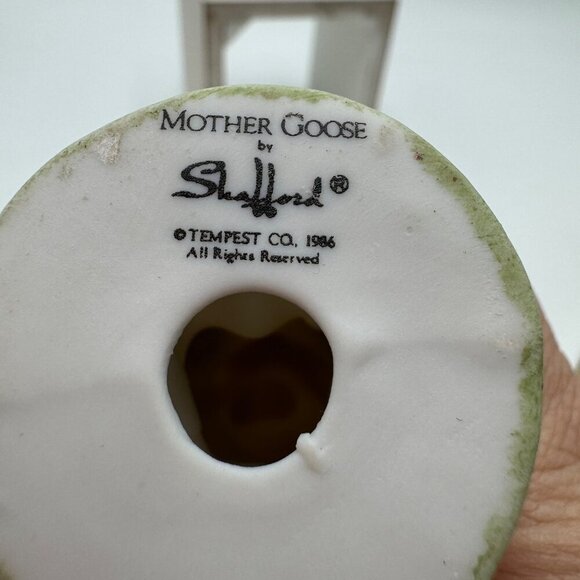 MOTHER GOOSE
by
Shafford®
© TEMPEST CO., 1986
All Rights Reserved